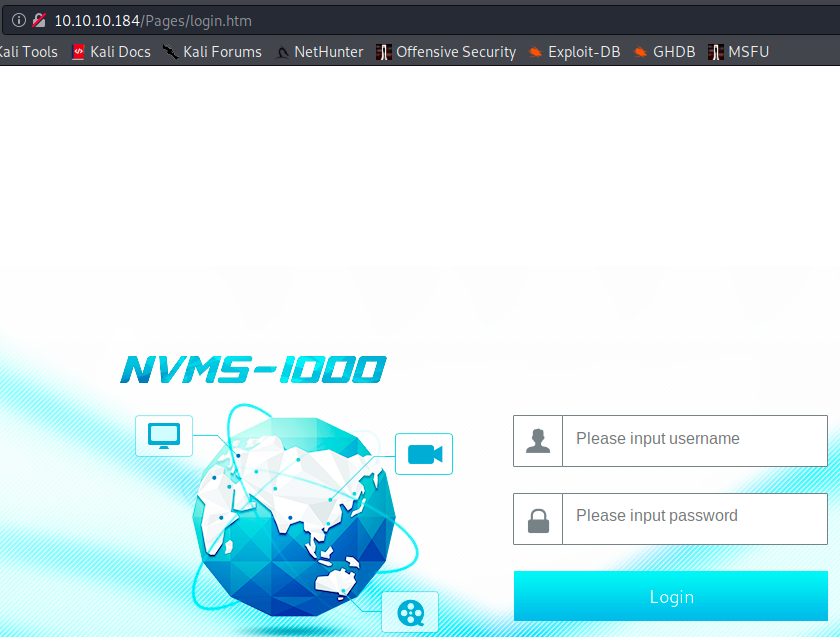 10.10.10.184/Pages/login.htm
Kali Tools Kali Docs Kali Forums NetHunter Offensive Security Exploit-DB GHDB MSFU
NVMS-1000
Please input username
Please input password
Login